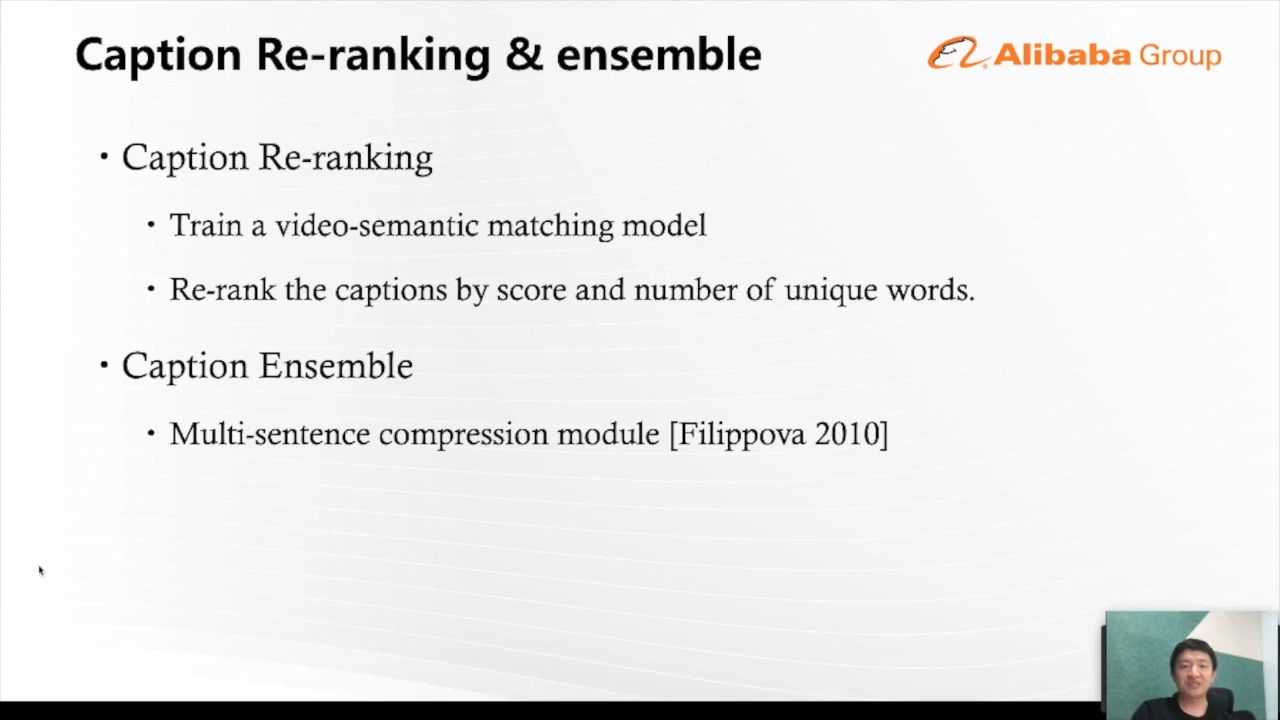 Caption Re-ranking & ensemble
Alibaba Group
• Caption Re-ranking
• Train a video-semantic matching model
• Re-rank the captions by score and number of unique words.
• Caption Ensemble
• Multi-sentence compression module [Filippova 2010]